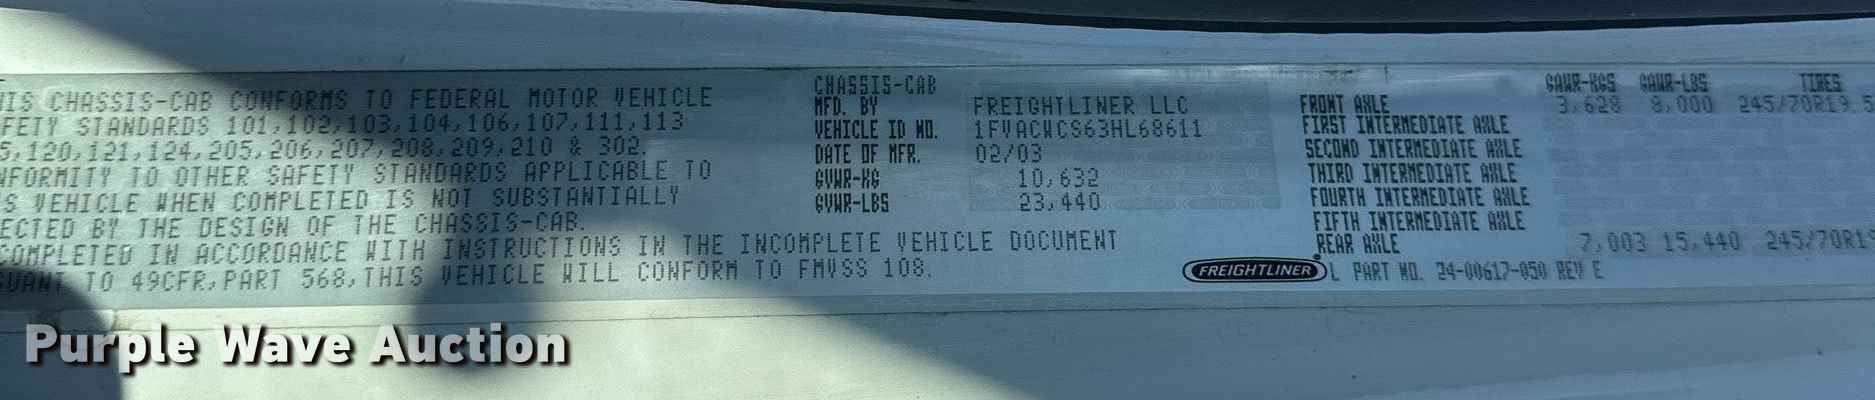 IS CHASSIS-CAB CONFORMS TO FEDERAL MOTOR VEHICLE
FETY STANDARDS 101,102,103,104,106,107,111,113
5,120,121,124,205,206,207,208,209,210 & 302.
NFORMITY TO OTHER SAFETY STANDARDS APPLICABLE TO
S VEHICLE WHEN COMPLETED IS NOT SUBSTANTIALLY
ECTED BY THE DESIGN OF THE CHASSIS-CAB.
COMPLETED IN ACCORDANCE WITH INSTRUCTIONS IN THE INCOMPLETE VEHICLE DOCUMENT
SUANT TO 49CFR,PART 568,THIS VEHICLE WILL CONFORM TO FMVSS 108.
CHASSIS-CAB
MFD. BY FREIGHTLINER LLC
VEHICLE ID NO. 1FVACWCS63HL68611
DATE OF MFR. 02/03
GVWR-KG 10,632
GVWR-LBS 23,440
GAWR-KGS GAWR-LBS TIRES
FRONT AXLE 3,628 8,000 245/70R19.5
FIRST INTERMEDIATE AXLE
SECOND INTERMEDIATE AXLE
THIRD INTERMEDIATE AXLE
FOURTH INTERMEDIATE AXLE
FIFTH INTERMEDIATE AXLE
REAR AXLE 7,003 15,440 245/70R19
FREIGHTLINER L PART NO. 24-00617-050 REV E
Purple Wave Auction